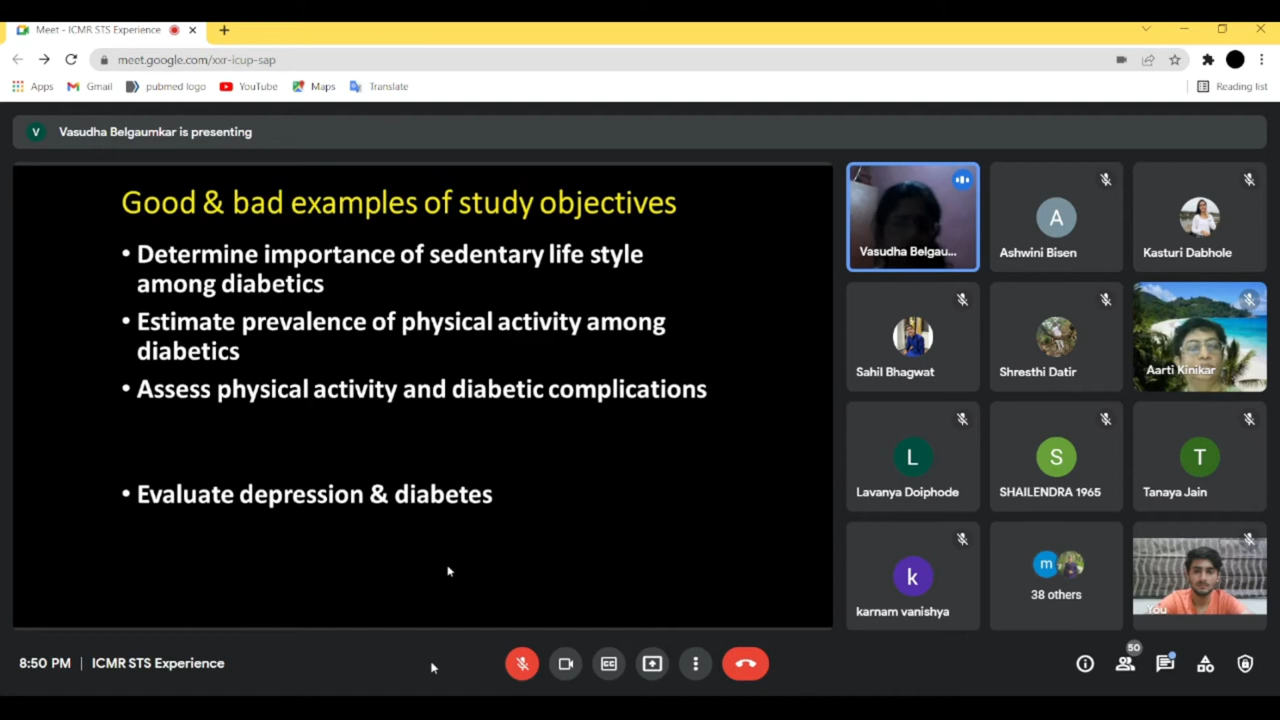 Meet - ICMR STS Experience
meet.google.com/xxr-icup-sap
Apps
Gmail
pubmed logo
YouTube
Maps
Translate
Reading list
V
Vasudha Belgaumkar is presenting
Good & bad examples of study objectives
• Determine importance of sedentary life style
among diabetics
• Estimate prevalence of physical activity among
diabetics
• Assess physical activity and diabetic complications
• Evaluate depression & diabetes
Vasudha Belgau...
A
Ashwini Bisen
Kasturi Dabhole
Sahil Bhagwat
Shresthi Datir
Aarti Kinikar
L
Lavanya Doiphode
S
SHAILENDRA 1965
T
Tanaya Jain
k
karnam vanishya
m
38 others
You
8:50 PM | ICMR STS Experience
CC
50